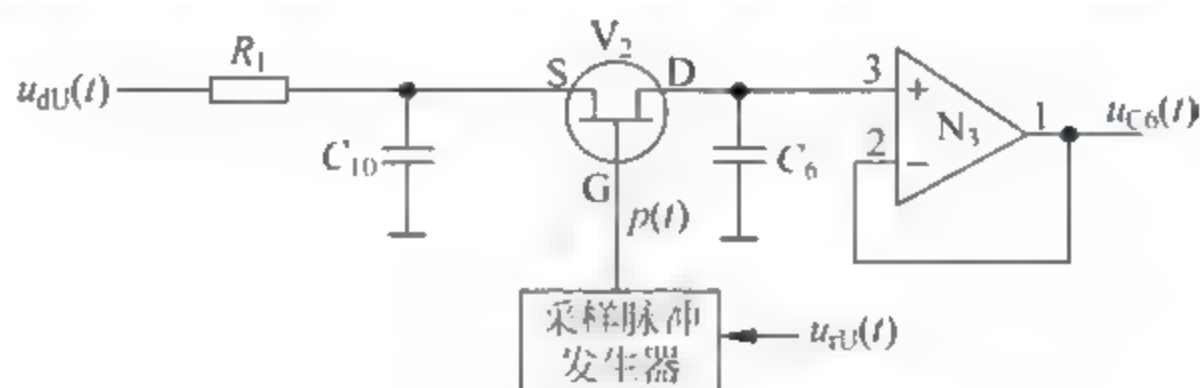 R₁
u_dU(t)
C₁₀
V₂
S
D
G
p(t)
C₆
3
+
2
−
N₃
1
u_C6(t)
采样脉冲
发生器
u_rU(t)